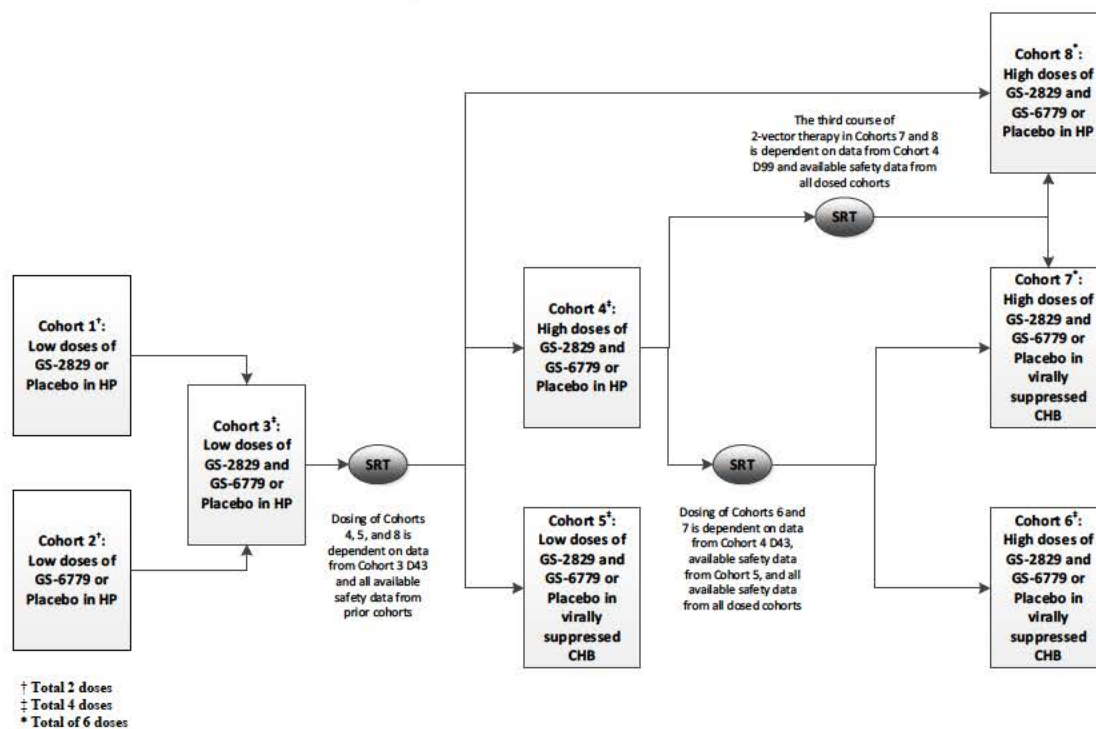 Cohort 1†:
Low doses of
GS-2829 or
Placebo in HP
Cohort 2†:
Low doses of
GS-6779 or
Placebo in HP
Cohort 3‡:
Low doses of
GS-2829 and
GS-6779 or
Placebo in HP
SRT
Dosing of Cohorts
4, 5, and 8 is
dependent on data
from Cohort 3 D43
and all available
safety data from
prior cohorts
Cohort 4‡:
High doses of
GS-2829 and
GS-6779 or
Placebo in HP
Cohort 5‡:
Low doses of
GS-2829 and
GS-6779 or
Placebo in
virally
suppressed
CHB
The third course of
2-vector therapy in Cohorts 7 and 8
is dependent on data from Cohort 4
D99 and available safety data from
all dosed cohorts
SRT
SRT
Dosing of Cohorts 6 and
7 is dependent on data
from Cohort 4 D43,
available safety data
from Cohort 5, and all
available safety data
from all dosed cohorts
Cohort 8*:
High doses of
GS-2829 and
GS-6779 or
Placebo in HP
Cohort 7*:
High doses of
GS-2829 and
GS-6779 or
Placebo in
virally
suppressed
CHB
Cohort 6‡:
High doses of
GS-2829 and
GS-6779 or
Placebo in
virally
suppressed
CHB
† Total 2 doses
‡ Total 4 doses
* Total of 6 doses